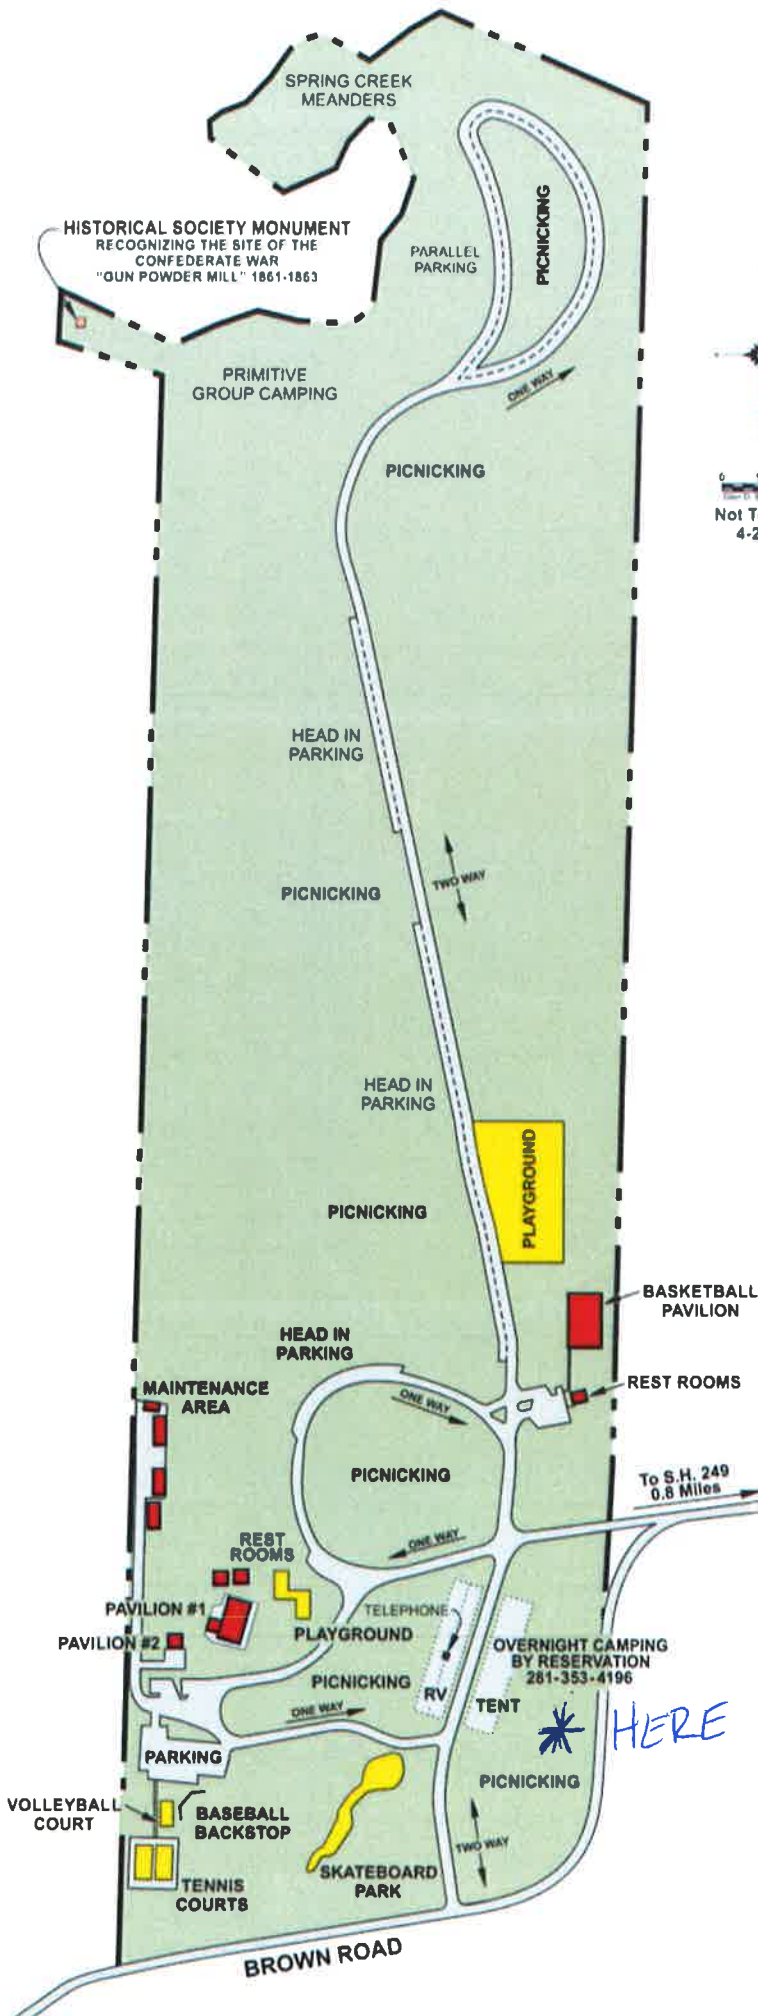 SPRING CREEK
MEANDERS
HISTORICAL SOCIETY MONUMENT
RECOGNIZING THE SITE OF THE
CONFEDERATE WAR
"GUN POWDER MILL" 1861-1863
PARALLEL
PARKING
PICNICKING
PRIMITIVE
GROUP CAMPING
ONE WAY
PICNICKING
0
Not T
4-2
HEAD IN
PARKING
TWO WAY
PICNICKING
HEAD IN
PARKING
PLAYGROUND
PICNICKING
BASKETBALL
PAVILION
HEAD IN
PARKING
REST ROOMS
MAINTENANCE
AREA
ONE WAY
PICNICKING
To S.H. 249
0.8 Miles
ONE WAY
REST
ROOMS
PAVILION #1
TELEPHONE
PLAYGROUND
PAVILION #2
OVERNIGHT CAMPING
BY RESERVATION
281-353-4196
PICNICKING
RV
TENT
ONE WAY
HERE
PARKING
PICNICKING
VOLLEYBALL
COURT
BASEBALL
BACKSTOP
TWO WAY
SKATEBOARD
PARK
TENNIS
COURTS
BROWN ROAD